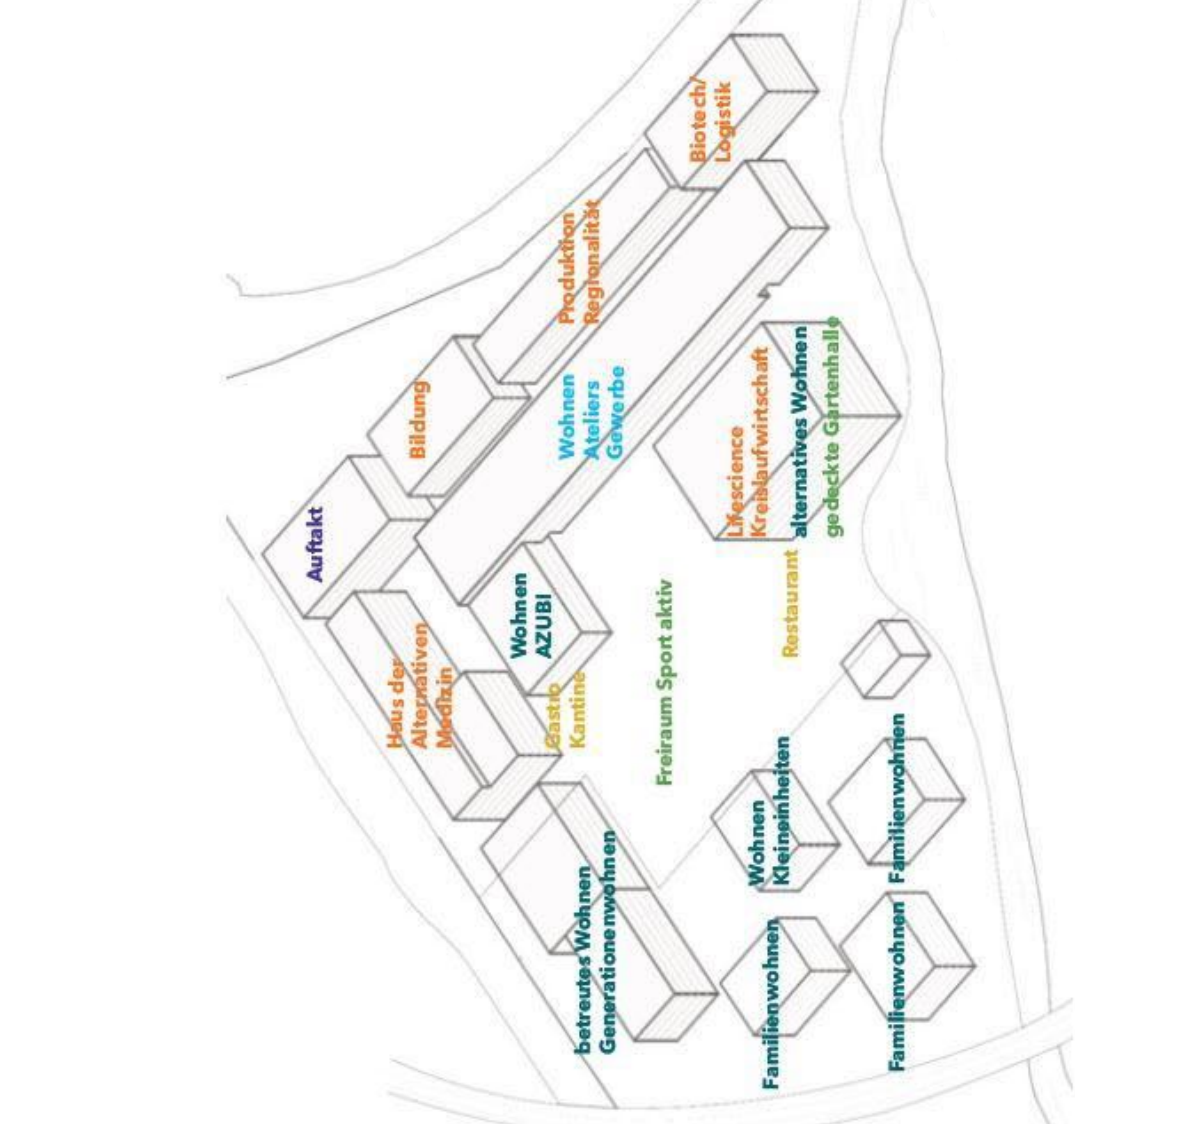 Auftakt
Bildung
Produktion
Regionalität
Biotech/
Logistik
Haus der
Alternativen
Medizin
Wohnen
AZUBI
Wohnen
Ateliers
Gewerbe
Gastro
Kantine
Freiraum Sport aktiv
Lifescience
Kreislaufwirtschaft
alternatives Wohnen
gedeckte Gartenhalle
Restaurant
betreutes Wohnen
Generationenwohnen
Wohnen
Kleineinheiten
Familienwohnen
Familienwohnen
Familienwohnen